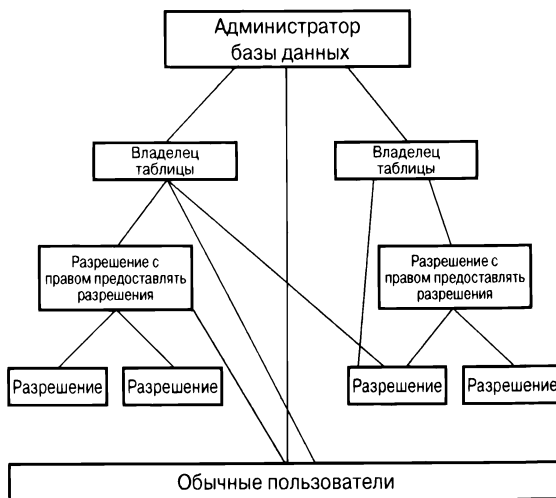 Администратор
базы данных
Владелец
таблицы
Владелец
таблицы
Разрешение с
правом предоставлять
разрешения
Разрешение с
правом предоставлять
разрешения
Разрешение
Разрешение
Разрешение
Разрешение
Обычные пользователи